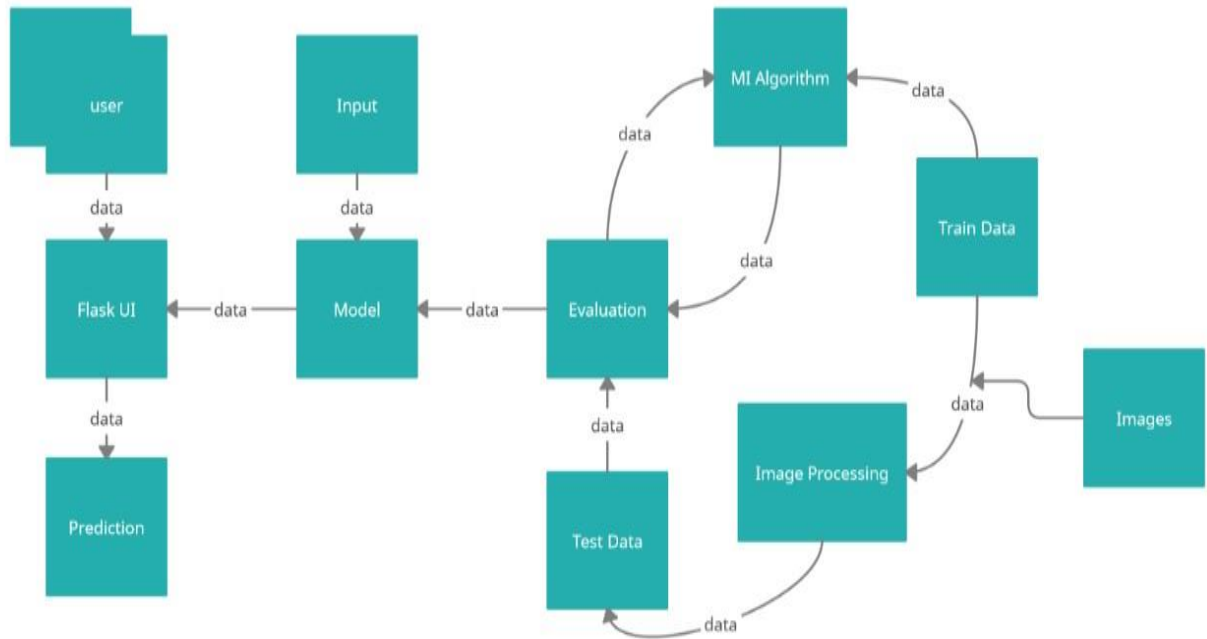 user
Input
MI Algorithm
data
data
data
data
data
Train Data
data
Flask UI
data
Model
data
Evaluation
data
data
data
Images
Image Processing
Prediction
Test Data
data